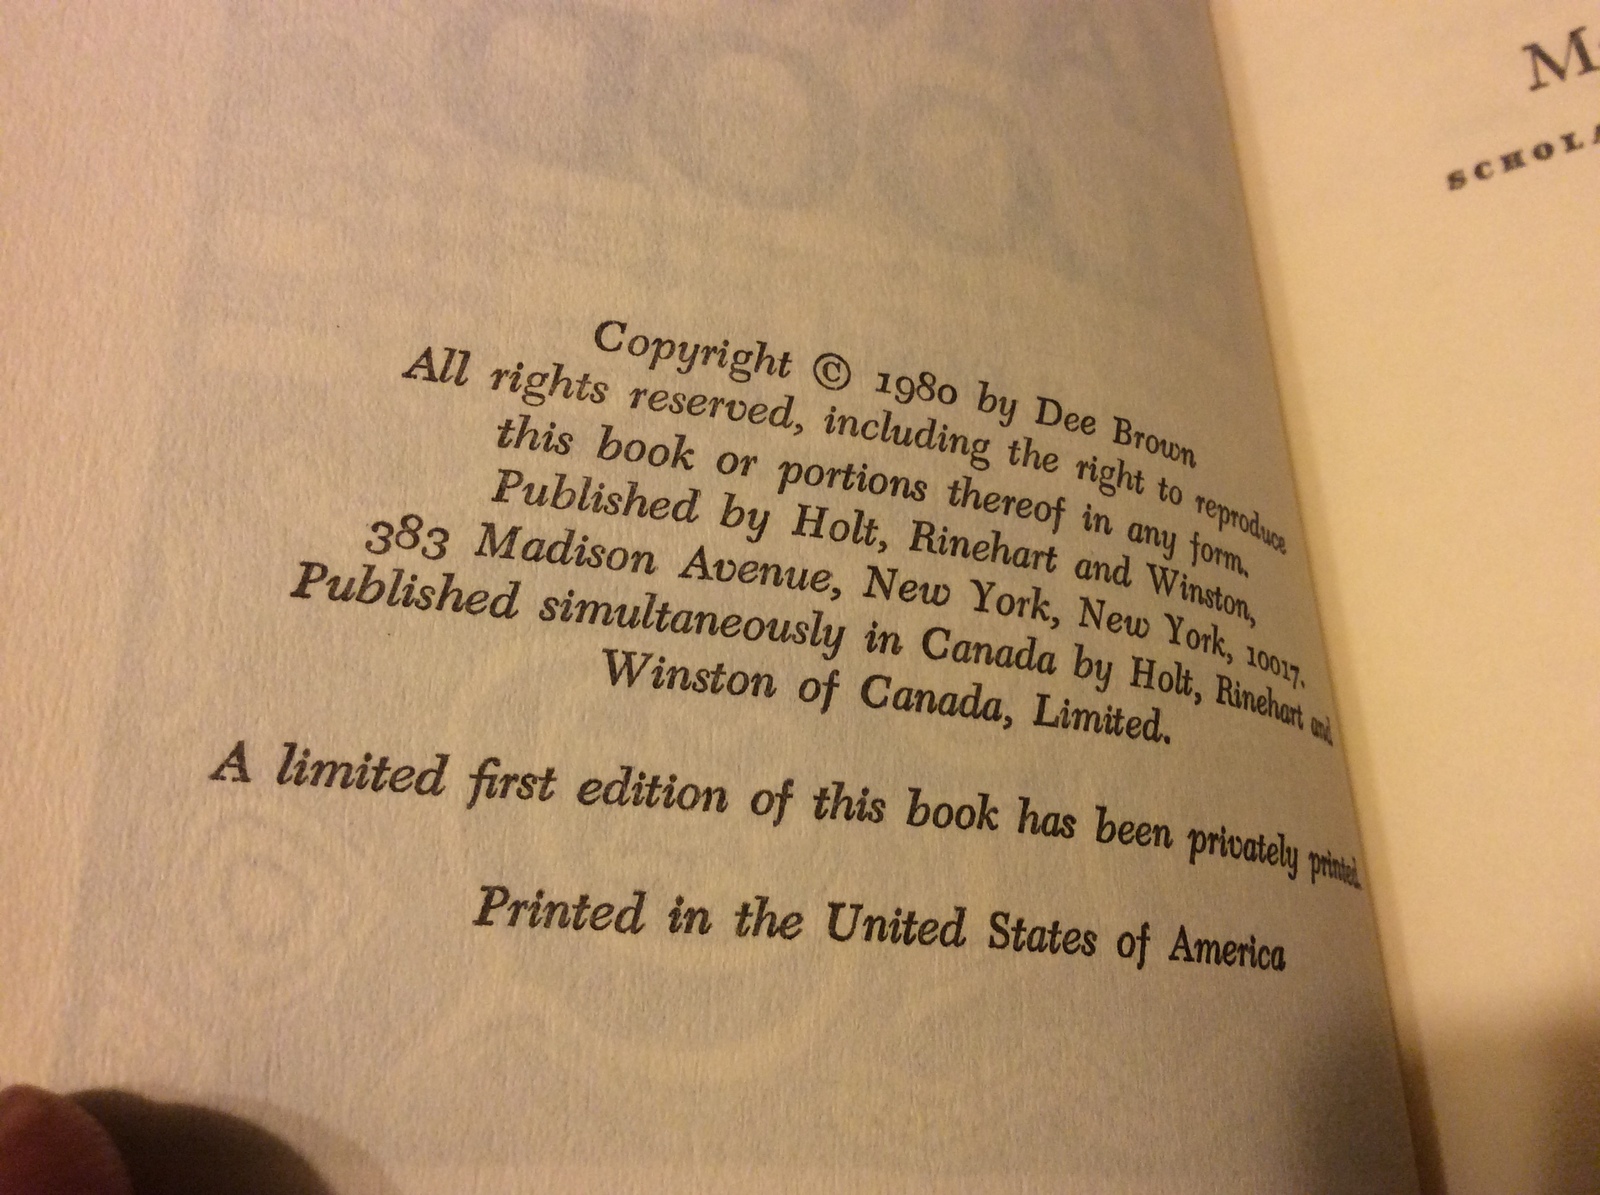 Copyright © 1980 by Dee Brown
All rights reserved, including the right to reproduce
this book or portions thereof in any form.
Published by Holt, Rinehart and Winston,
383 Madison Avenue, New York, New York, 10017.
Published simultaneously in Canada by Holt, Rinehart and
Winston of Canada, Limited.
A limited first edition of this book has been privately printed.
Printed in the United States of America